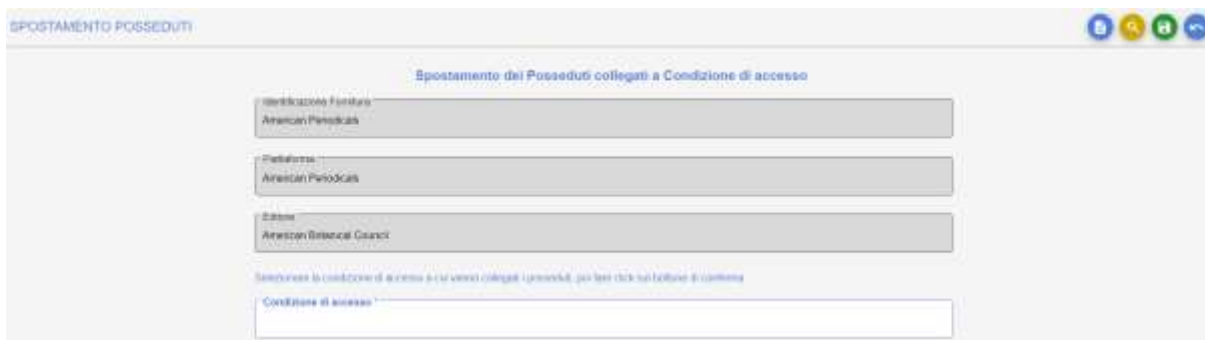 SPOSTAMENTO POSSEDUTI
Spostamento dei Posseduti collegati a Condizione di accesso
Identificazione Fornitura
American Periodicals
Piattaforma
American Periodicals
Editore
American Botanical Council
Selezionare la condizione di accesso a cui vanno collegati i posseduti, poi fare click sul bottone di conferma
Condizione di accesso *